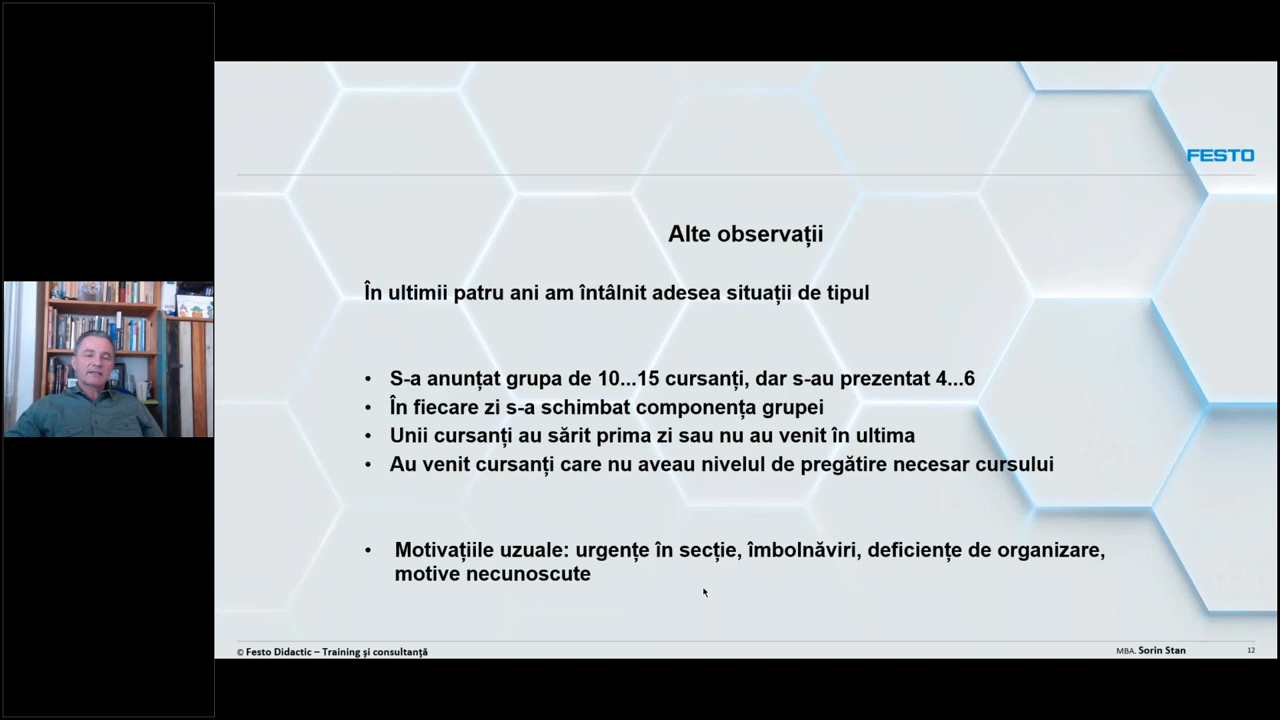 FESTO
Alte observații
În ultimii patru ani am întâlnit adesea situații de tipul
• S-a anunțat grupa de 10...15 cursanți, dar s-au prezentat 4...6
• În fiecare zi s-a schimbat componența grupei
• Unii cursanți au sărit prima zi sau nu au venit în ultima
• Au venit cursanți care nu aveau nivelul de pregătire necesar cursului
• Motivațiile uzuale: urgențe în secție, îmbolnăviri, deficiențe de organizare,
motive necunoscute
© Festo Didactic – Training și consultanță
MBA. Sorin Stan
12